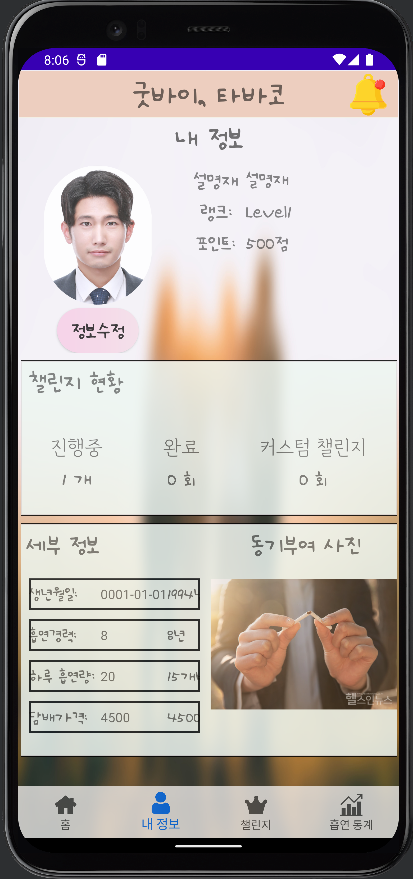 8:06
굿바이, 타바코
내 정보
설명재 설명재
랭크: Level1
포인트: 500점
정보수정
챌린지 현황
진행중 완료 커스텀 챌린지
1 개 0 회 0 회
세부 정보 동기부여 사진
생년월일: 0001-01-01
흡연경력: 8 8년
하루 흡연량: 20 15개
담배가격: 4500 4500
헬스인뉴스
홈 내 정보 챌린지 흡연 통계